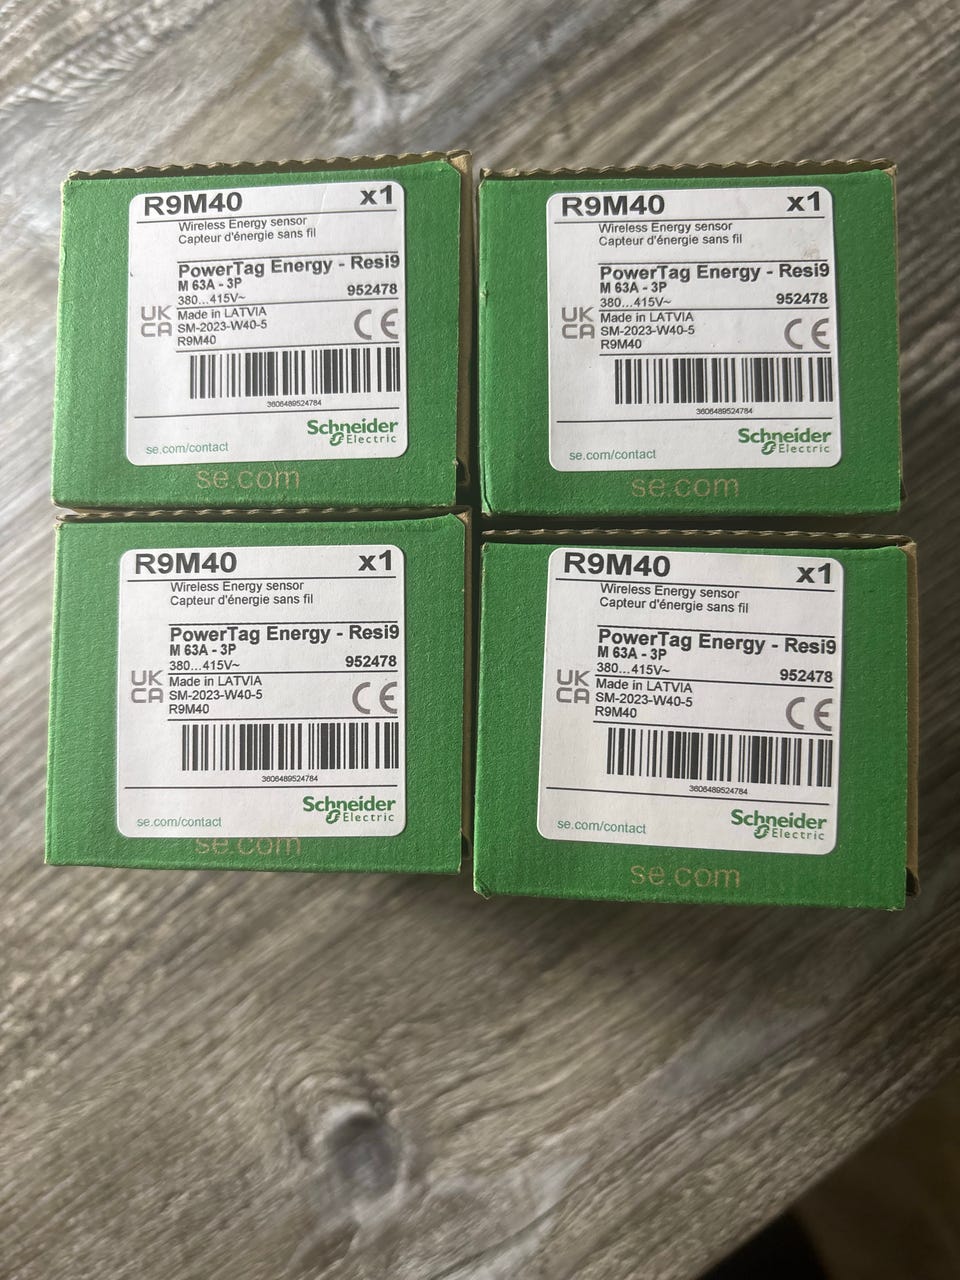 R9M40 x1
Wireless Energy sensor
Capteur d'énergie sans fil
PowerTag Energy - Resi9
M 63A - 3P
380...415V~ 952478
UK CA
Made in LATVIA
SM-2023-W40-5
R9M40
CE
3606489524784
Schneider Electric
se.com/contact
se.com
R9M40 x1
Wireless Energy sensor
Capteur d'énergie sans fil
PowerTag Energy - Resi9
M 63A - 3P
380...415V~ 952478
UK CA
Made in LATVIA
SM-2023-W40-5
R9M40
CE
3606489524784
Schneider Electric
se.com/contact
se.com
R9M40 x1
Wireless Energy sensor
Capteur d'énergie sans fil
PowerTag Energy - Resi9
M 63A - 3P
380...415V~ 952478
UK CA
Made in LATVIA
SM-2023-W40-5
R9M40
CE
3606489524784
Schneider Electric
se.com/contact
se.com
R9M40 x1
Wireless Energy sensor
Capteur d'énergie sans fil
PowerTag Energy - Resi9
M 63A - 3P
380...415V~ 952478
UK CA
Made in LATVIA
SM-2023-W40-5
R9M40
CE
3606489524784
Schneider Electric
se.com/contact
se.com